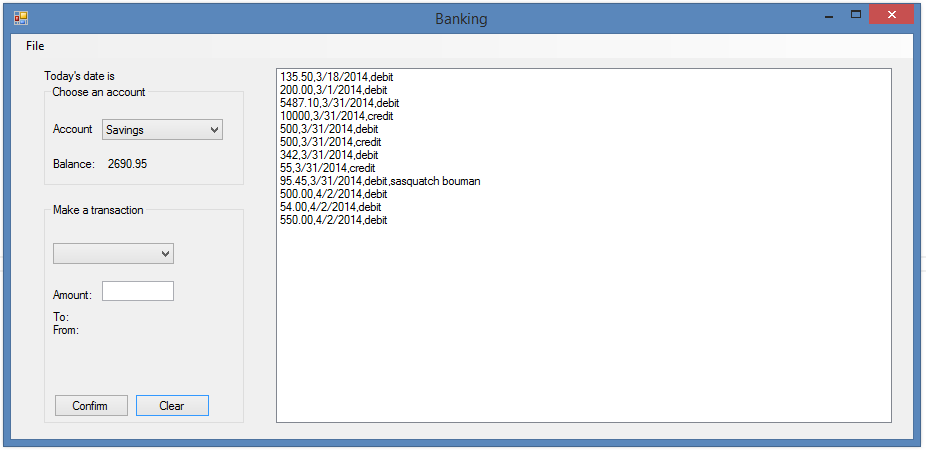 Banking
File
Today's date is
Choose an account
Account Savings
Balance: 2690.95
Make a transaction
Amount:
To:
From:
Confirm Clear
135.50,3/18/2014,debit
200.00,3/1/2014,debit
5487.10,3/31/2014,debit
10000,3/31/2014,credit
500,3/31/2014,debit
500,3/31/2014,credit
342,3/31/2014,debit
55,3/31/2014,credit
95.45,3/31/2014,debit,sasquatch bouman
500.00,4/2/2014,debit
54.00,4/2/2014,debit
550.00,4/2/2014,debit